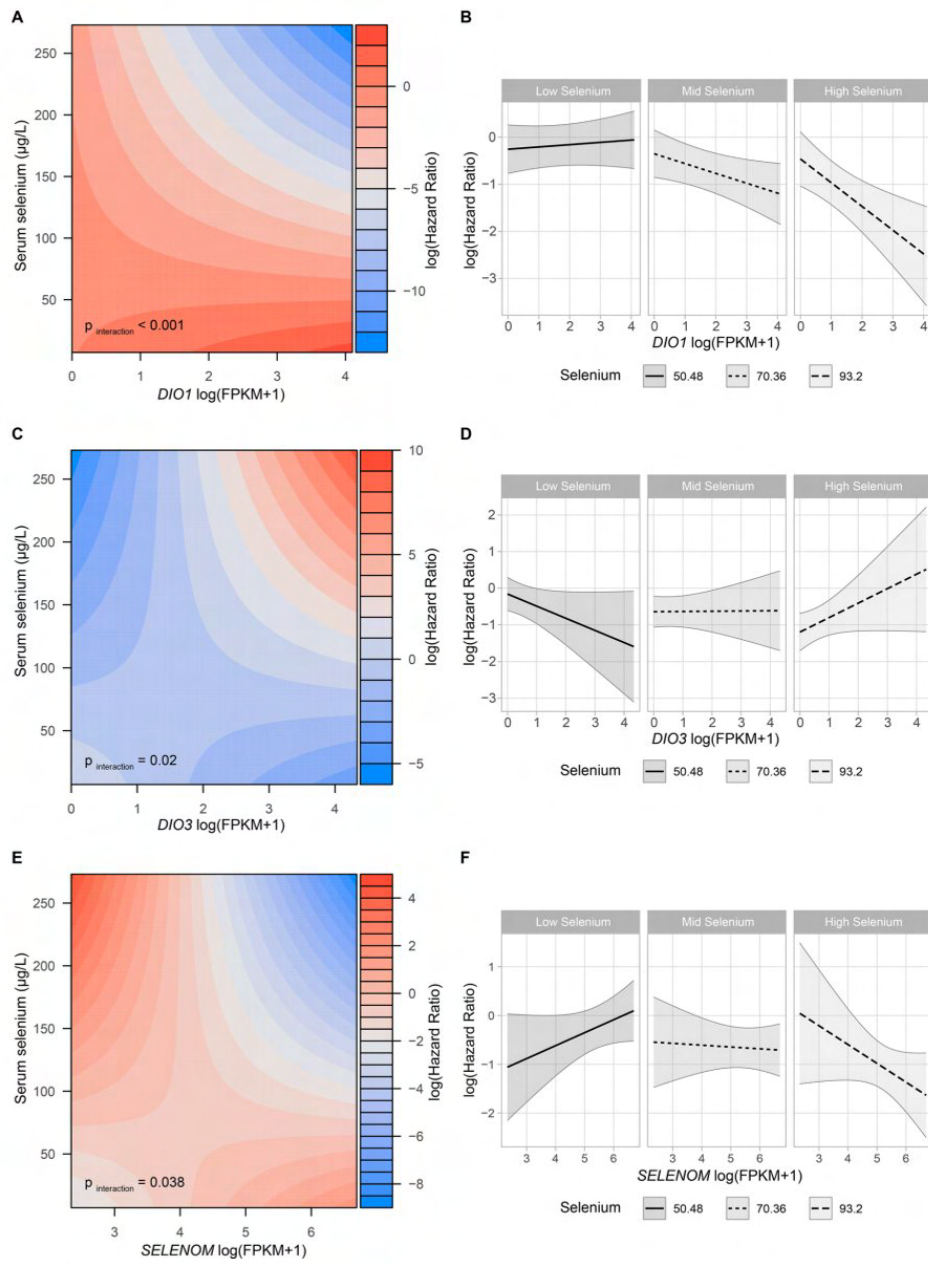 A
250
200
150
100
50
Serum selenium (µg/L)
p interaction < 0.001
0 1 2 3 4
DIO1 log(FPKM+1)
0
−5
−10
log(Hazard Ratio)
B
Low Selenium Mid Selenium High Selenium
0
−1
−2
−3
log(Hazard Ratio)
0 1 2 3 4 0 1 2 3 4 0 1 2 3 4
DIO1 log(FPKM+1)
Selenium 50.48 70.36 93.2
C
250
200
150
100
50
Serum selenium (µg/L)
p interaction = 0.02
0 1 2 3 4
DIO3 log(FPKM+1)
10
5
0
−5
log(Hazard Ratio)
D
Low Selenium Mid Selenium High Selenium
2
1
0
−1
−2
−3
log(Hazard Ratio)
0 1 2 3 4 0 1 2 3 4 0 1 2 3 4
DIO3 log(FPKM+1)
Selenium 50.48 70.36 93.2
E
250
200
150
100
50
Serum selenium (µg/L)
p interaction = 0.038
3 4 5 6
SELENOM log(FPKM+1)
4
2
0
−2
−4
−6
−8
log(Hazard Ratio)
F
Low Selenium Mid Selenium High Selenium
1
0
−1
−2
log(Hazard Ratio)
3 4 5 6 3 4 5 6 3 4 5 6
SELENOM log(FPKM+1)
Selenium 50.48 70.36 93.2